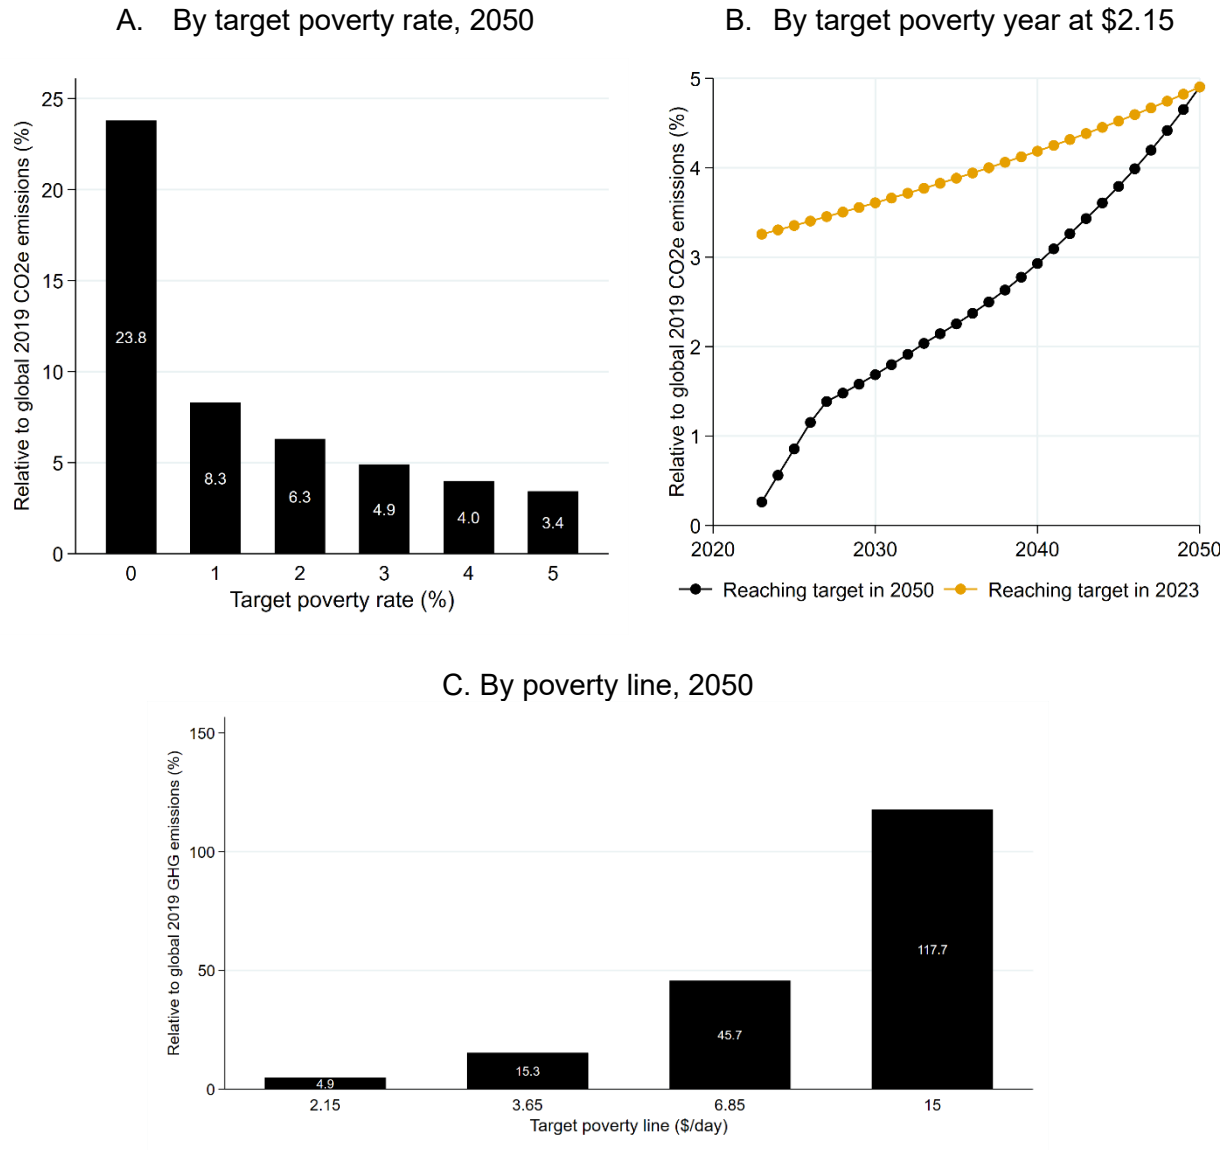 A. By target poverty rate, 2050
Relative to global 2019 CO2e emissions (%)
25
20
15
10
5
0
23.8
8.3
6.3
4.9
4.0
3.4
0 1 2 3 4 5
Target poverty rate (%)
B. By target poverty year at $2.15
Relative to global 2019 CO2e emissions (%)
5
4
3
2
1
0
2020 2030 2040 2050
Reaching target in 2050 Reaching target in 2023
C. By poverty line, 2050
Relative to global 2019 GHG emissions (%)
150
100
50
0
4.9
15.3
45.7
117.7
2.15 3.65 6.85 15
Target poverty line ($/day)